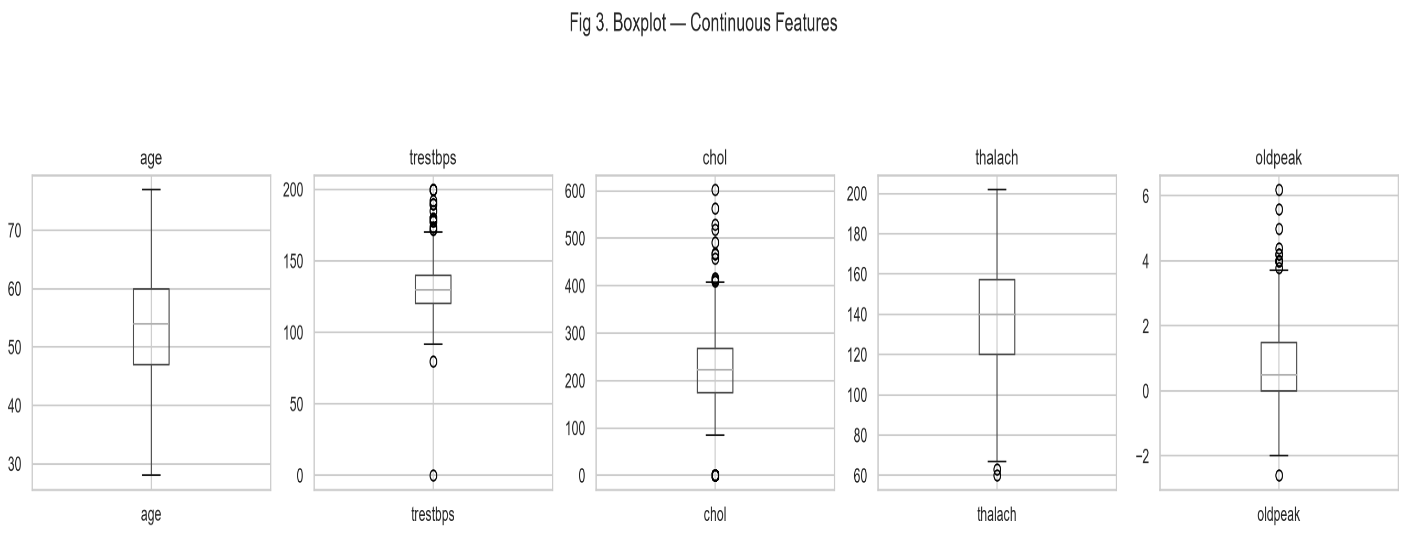 Fig 3. Boxplot — Continuous Features
age
trestbps
chol
thalach
oldpeak
70
60
50
40
30
200
150
100
50
0
600
500
400
300
200
100
0
200
180
160
140
120
100
80
60
6
4
2
0
−2
age
trestbps
chol
thalach
oldpeak